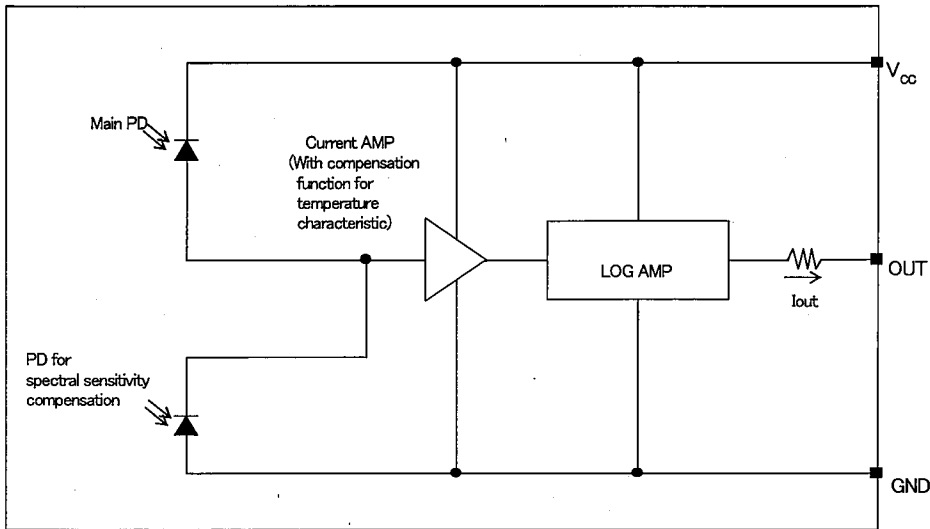 Vcc
Main PD
Current AMP
(With compensation
function for
temperature
characteristic)
LOG AMP
OUT
Iout
PD for
spectral sensitivity
compensation
GND